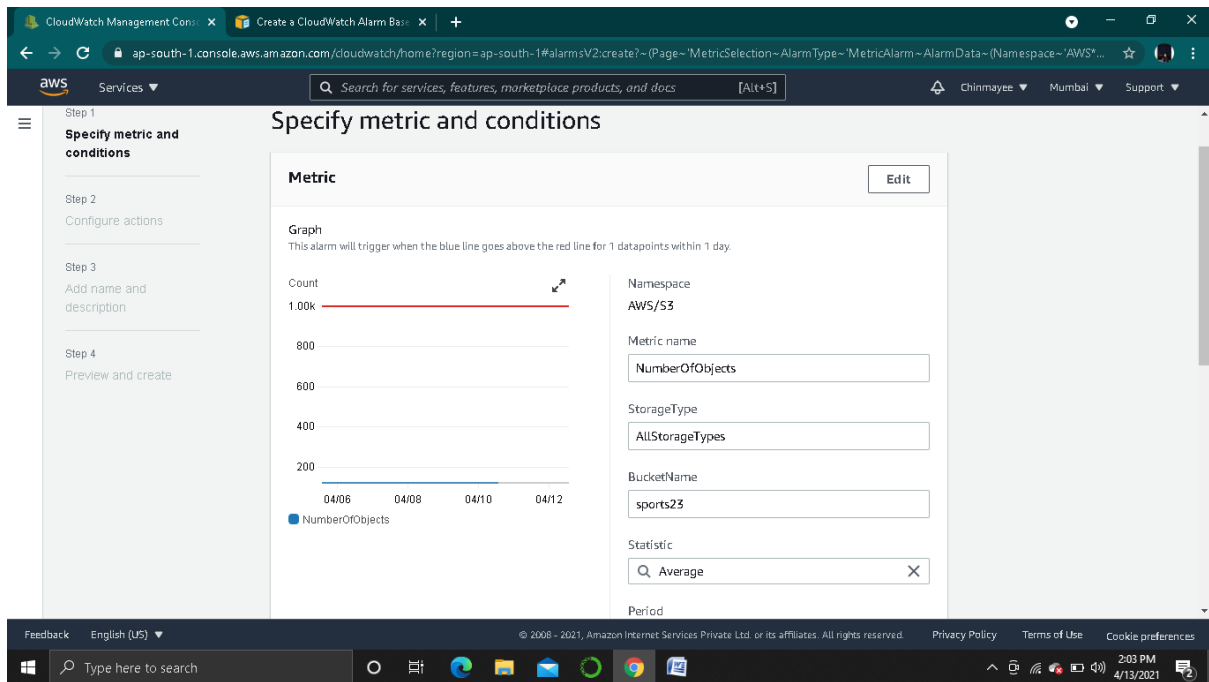 CloudWatch Management Consc
Create a CloudWatch Alarm Base
ap-south-1.console.aws.amazon.com/cloudwatch/home?region=ap-south-1#alarmsV2:create?~(Page~'MetricSelection~AlarmType~'MetricAlarm~AlarmData~(Namespace~'AWS*...
aws
Services
Search for services, features, marketplace products, and docs
[Alt+S]
Chinmayee
Mumbai
Support
Step 1
Specify metric and
conditions
Step 2
Configure actions
Step 3
Add name and
description
Step 4
Preview and create
Specify metric and conditions
Metric
Edit
Graph
This alarm will trigger when the blue line goes above the red line for 1 datapoints within 1 day.
Count
1.00k
800
600
400
200
04/06 04/08 04/10 04/12
NumberOfObjects
Namespace
AWS/S3
Metric name
NumberOfObjects
StorageType
AllStorageTypes
BucketName
sports23
Statistic
Average
Period
Feedback
English (US)
© 2008 - 2021, Amazon Internet Services Private Ltd. or its affiliates. All rights reserved.
Privacy Policy
Terms of Use
Cookie preferences
Type here to search
2:03 PM
4/13/2021
2